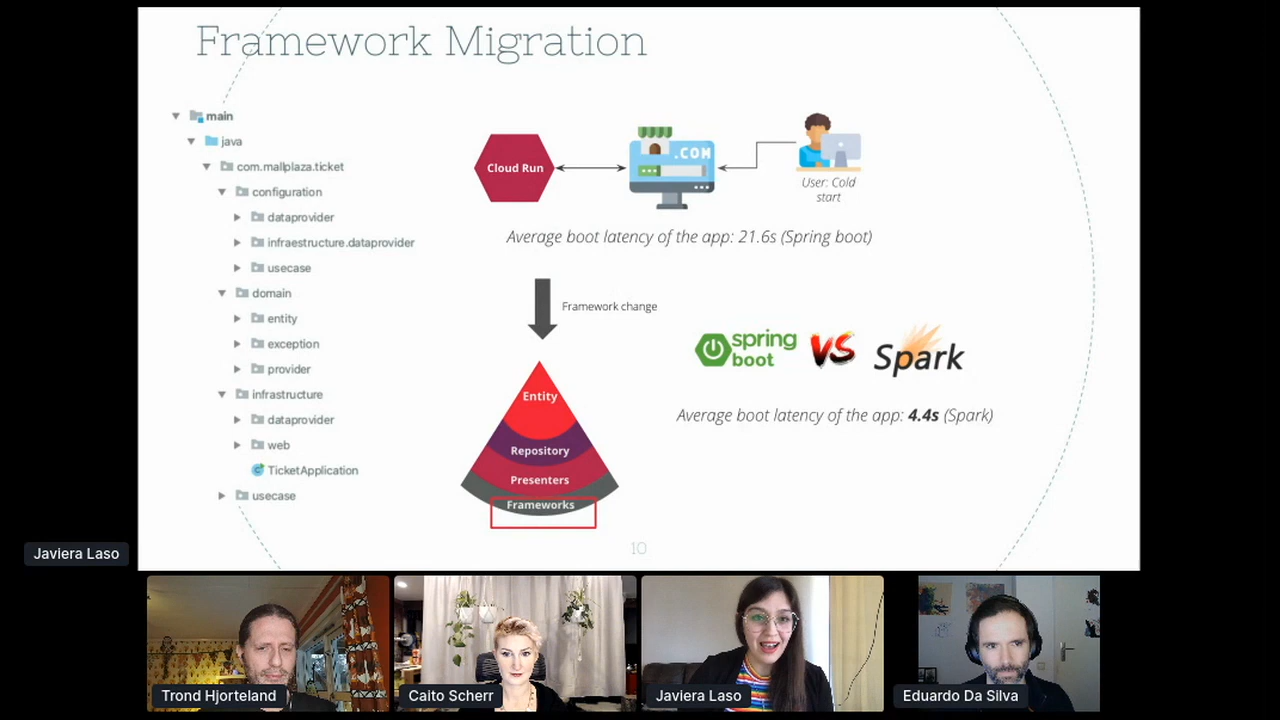 Framework Migration
main
java
com.mallplaza.ticket
configuration
dataprovider
infraestructure.dataprovider
usecase
domain
entity
exception
provider
infrastructure
dataprovider
web
TicketApplication
usecase
Cloud Run
.COM
User: Cold
start
Average boot latency of the app: 21.6s (Spring boot)
Framework change
spring
boot
VS
Spark
Average boot latency of the app: 4.4s (Spark)
Entity
Repository
Presenters
Frameworks
10
Javiera Laso
Trond Hjorteland
Caito Scherr
Javiera Laso
Eduardo Da Silva